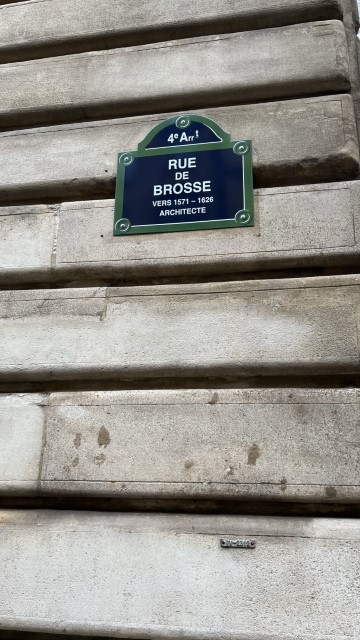 4e Arrt
RUE
DE
BROSSE
VERS 1571 – 1626
ARCHITECTE